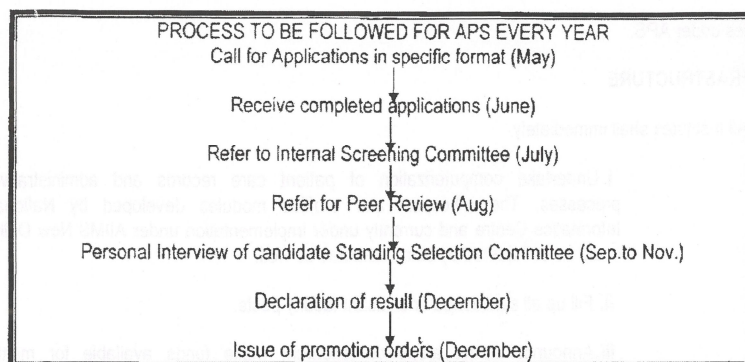 PROCESS TO BE FOLLOWED FOR APS EVERY YEAR
Call for Applications in specific format (May)
Receive completed applications (June)
Refer to Internal Screening Committee (July)
Refer for Peer Review (Aug)
Personal Interview of candidate Standing Selection Committee (Sep.to Nov.)
Declaration of result (December)
Issue of promotion orders (December)